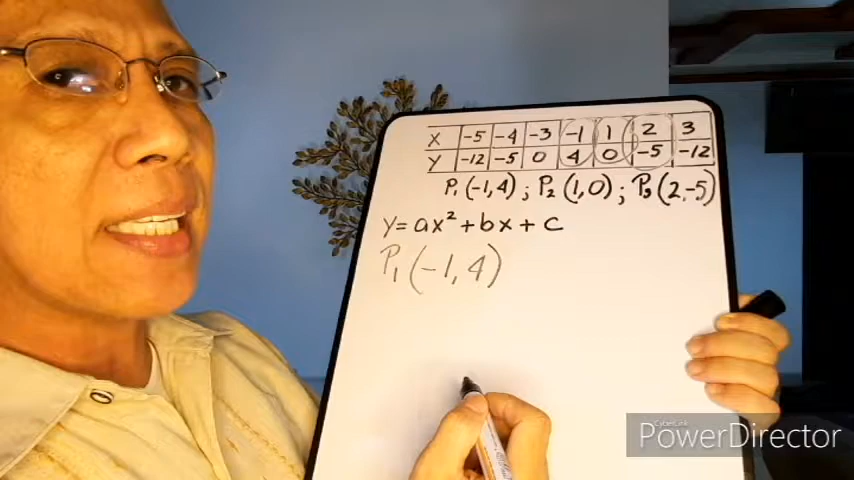 X -5 -4 -3 -1 1 2 3
Y -12 -5 0 4 0 -5 -12
P₁(-1,4); P₂(1,0); P₃(2,-5)
y=ax²+bx+c
P₁(-1,4)
CyberLink
PowerDirector